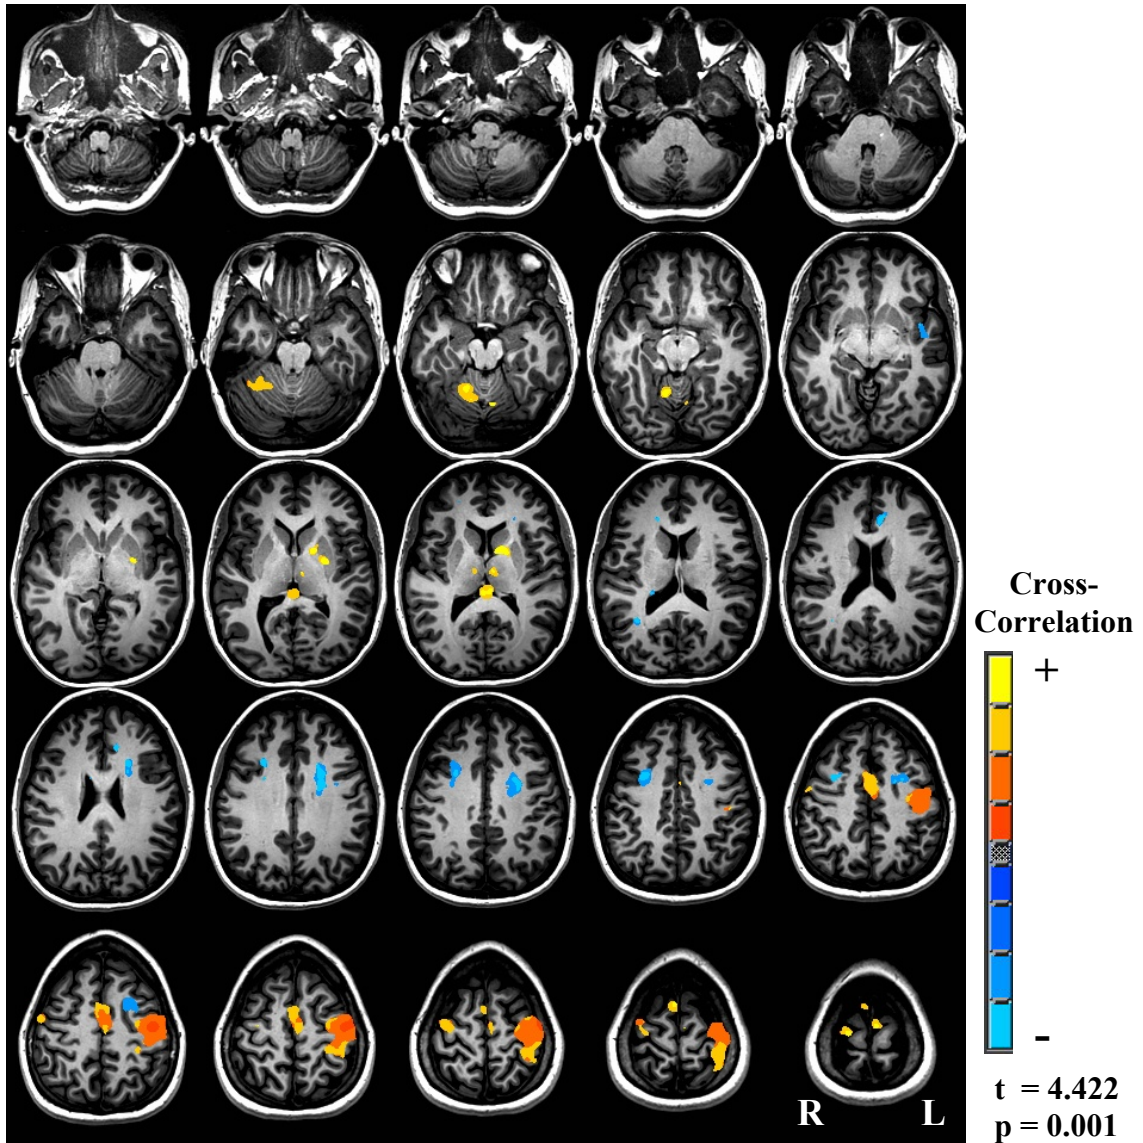 Cross-
Correlation
+
-
R L
t = 4.422
p = 0.001